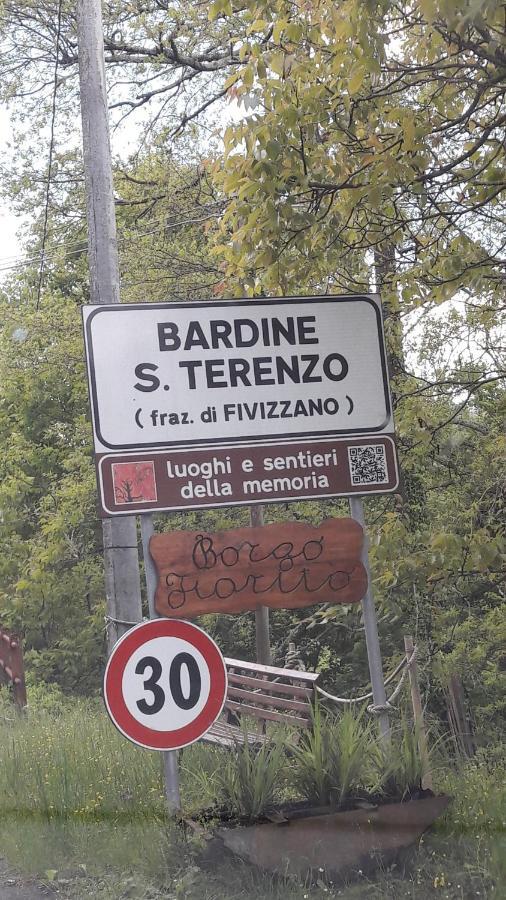 BARDINE
S. TERENZO
( fraz. di FIVIZZANO )
luoghi e sentieri
della memoria
Borgo
Fiorito
30